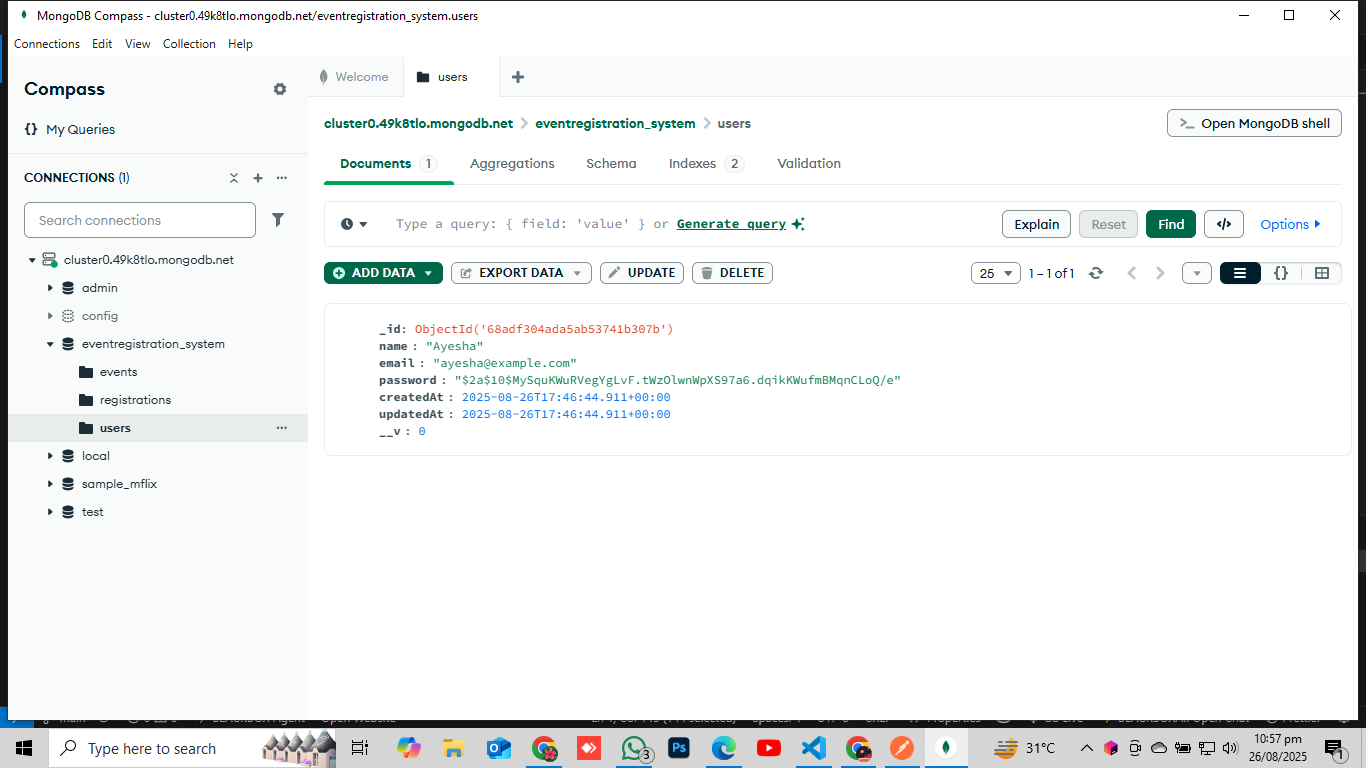 MongoDB Compass - cluster0.49k8tlo.mongodb.net/eventregistration_system.users
Connections Edit View Collection Help
Compass
My Queries
CONNECTIONS (1)
Search connections
cluster0.49k8tlo.mongodb.net
admin
config
eventregistration_system
events
registrations
users
local
sample_mflix
test
Welcome
users
cluster0.49k8tlo.mongodb.net > eventregistration_system > users
>_ Open MongoDB shell
Documents 1 Aggregations Schema Indexes 2 Validation
Type a query: { field: 'value' } or Generate query
Explain Reset Find </> Options
ADD DATA EXPORT DATA UPDATE DELETE
25 1 – 1 of 1 {}
_id: ObjectId('68adf304ada5ab53741b307b')
name : "Ayesha"
email : "ayesha@example.com"
password : "$2a$10$MySquKWuRVegYgLvF.tWzOlwnWpXS97a6.dqikKWufmBMqnCLoQ/e"
createdAt : 2025-08-26T17:46:44.911+00:00
updatedAt : 2025-08-26T17:46:44.911+00:00
__v : 0
Type here to search
3
Ps
31°C
10:57 pm
26/08/2025
1